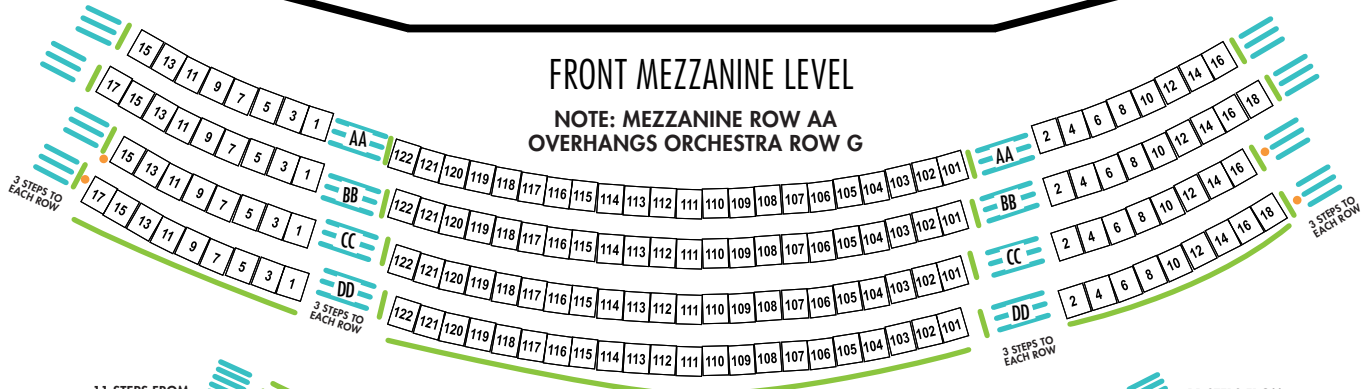 FRONT MEZZANINE LEVEL
NOTE: MEZZANINE ROW AA
OVERHANGS ORCHESTRA ROW G
15 13 11 9 7 5 3 1 AA 122 121 120 119 118 117 116 115 114 113 112 111 110 109 108 107 106 105 104 103 102 101 AA 2 4 6 8 10 12 14 16
17 15 13 11 9 7 5 3 1 BB 122 121 120 119 118 117 116 115 114 113 112 111 110 109 108 107 106 105 104 103 102 101 BB 2 4 6 8 10 12 14 16 18
15 13 11 9 7 5 3 1 CC 122 121 120 119 118 117 116 115 114 113 112 111 110 109 108 107 106 105 104 103 102 101 CC 2 4 6 8 10 12 14 16
17 15 13 11 9 7 5 3 1 DD 122 121 120 119 118 117 116 115 114 113 112 111 110 109 108 107 106 105 104 103 102 101 DD 2 4 6 8 10 12 14 16 18
3 STEPS TO
EACH ROW
3 STEPS TO
EACH ROW
3 STEPS TO
EACH ROW
3 STEPS TO
EACH ROW
11 STEPS FROM